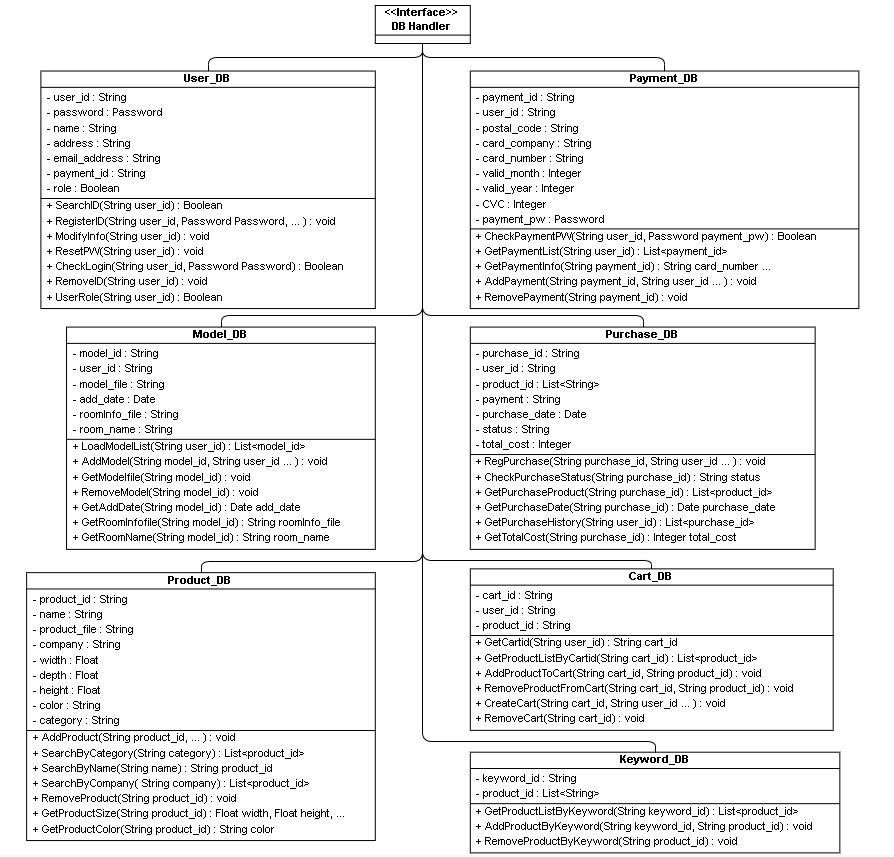 <<Interface>>
DB Handler
User_DB
- user_id : String
- password : Password
- name : String
- address : String
- email_address : String
- payment_id : String
- role : Boolean
+ SearchID(String user_id) : Boolean
+ RegisterID(String user_id, Password Password, ... ) : void
+ ModifyInfo(String user_id) : void
+ ResetPW(String user_id) : void
+ CheckLogin(String user_id, Password Password) : Boolean
+ RemoveID(String user_id) : void
+ UserRole(String user_id) : Boolean
Payment_DB
- payment_id : String
- user_id : String
- postal_code : String
- card_company : String
- card_number : String
- valid_month : Integer
- valid_year : Integer
- CVC : Integer
- payment_pw : Password
+ CheckPaymentPW(String user_id, Password payment_pw) : Boolean
+ GetPaymentList(String user_id) : List<payment_id>
+ GetPaymentInfo(String payment_id) : String card_number ...
+ AddPayment(String payment_id, String user_id ... ) : void
+ RemovePayment(String payment_id) : void
Model_DB
- model_id : String
- user_id : String
- model_file : String
- add_date : Date
- roomInfo_file : String
- room_name : String
+ LoadModelList(String user_id) : List<model_id>
+ AddModel(String model_id, String user_id ... ) : void
+ GetModelfile(String model_id) : void
+ RemoveModel(String model_id) : void
+ GetAddDate(String model_id) : Date add_date
+ GetRoomInfofile(String model_id) : String roomInfo_file
+ GetRoomName(String model_id) : String room_name
Purchase_DB
- purchase_id : String
- user_id : String
- product_id : List<String>
- payment : String
- purchase_date : Date
- status : String
- total_cost : Integer
+ RegPurchase(String purchase_id, String user_id ... ) : void
+ CheckPurchaseStatus(String purchase_id) : String status
+ GetPurchaseProduct(String purchase_id) : List<product_id>
+ GetPurchaseDate(String purchase_id) : Date purchase_date
+ GetPurchaseHistory(String user_id) : List<purchase_id>
+ GetTotalCost(String purchase_id) : Integer total_cost
Product_DB
- product_id : String
- name : String
- product_file : String
- company : String
- width : Float
- depth : Float
- height : Float
- color : String
- category : String
+ AddProduct(String product_id, ... ) : void
+ SearchByCategory(String category) : List<product_id>
+ SearchByName(String name) : String product_id
+ SearchByCompany( String company) : List<product_id>
+ RemoveProduct(String product_id) : void
+ GetProductSize(String product_id) : Float width, Float height, ...
+ GetProductColor(String product_id) : String color
Cart_DB
- cart_id : String
- user_id : String
- product_id : String
+ GetCartid(String user_id) : String cart_id
+ GetProductListByCartid(String cart_id) : List<product_id>
+ AddProductToCart(String cart_id, String product_id) : void
+ RemoveProductFromCart(String cart_id, String product_id) : void
+ CreateCart(String cart_id, String user_id ... ) : void
+ RemoveCart(String cart_id) : void
Keyword_DB
- keyword_id : String
- product_id : List<String>
+ GetProductListByKeyword(String keyword_id) : List<product_id>
+ AddProductByKeyword(String keyword_id, String product_id) : void
+ RemoveProductByKeyword(String product_id) : void